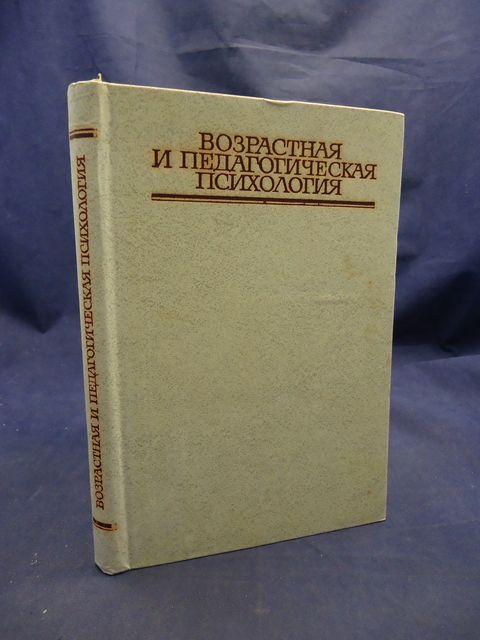 ВОЗРАСТНАЯ
И ПЕДАГОГИЧЕСКАЯ
ПСИХОЛОГИЯ
ВОЗРАСТНАЯ И ПЕДАГОГИЧЕСКАЯ ПСИХОЛОГИЯ